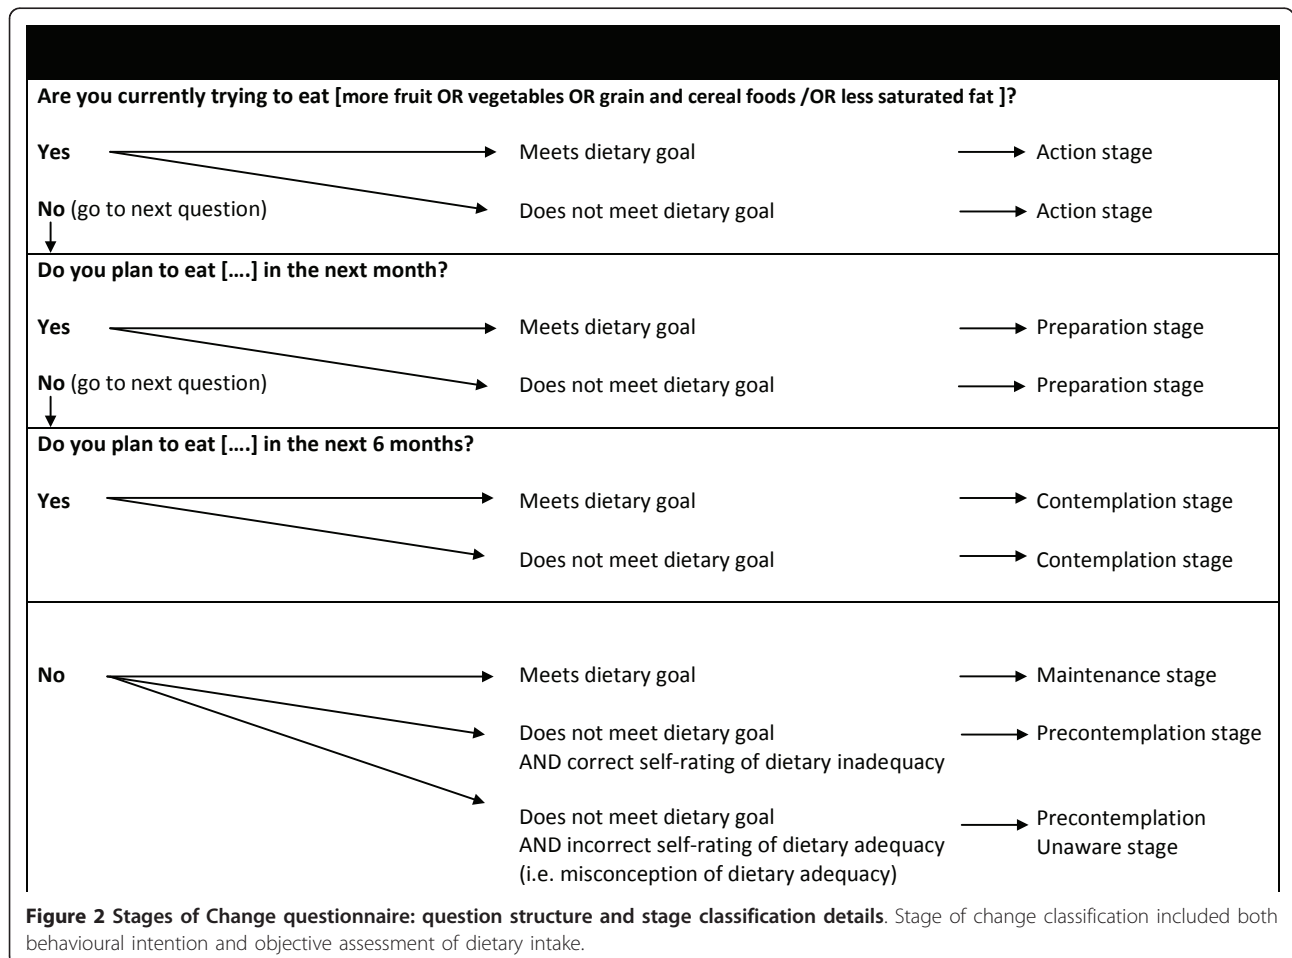 Are you currently trying to eat [more fruit OR vegetables OR grain and cereal foods /OR less saturated fat ]?
Yes Meets dietary goal Action stage
No (go to next question) Does not meet dietary goal Action stage
Do you plan to eat [....] in the next month?
Yes Meets dietary goal Preparation stage
No (go to next question) Does not meet dietary goal Preparation stage
Do you plan to eat [....] in the next 6 months?
Yes Meets dietary goal Contemplation stage
Does not meet dietary goal Contemplation stage
No Meets dietary goal Maintenance stage
Does not meet dietary goal Precontemplation stage
AND correct self-rating of dietary inadequacy
Does not meet dietary goal Precontemplation
AND incorrect self-rating of dietary adequacy Unaware stage
(i.e. misconception of dietary adequacy)
Figure 2 Stages of Change questionnaire: question structure and stage classification details. Stage of change classification included both
behavioural intention and objective assessment of dietary intake.